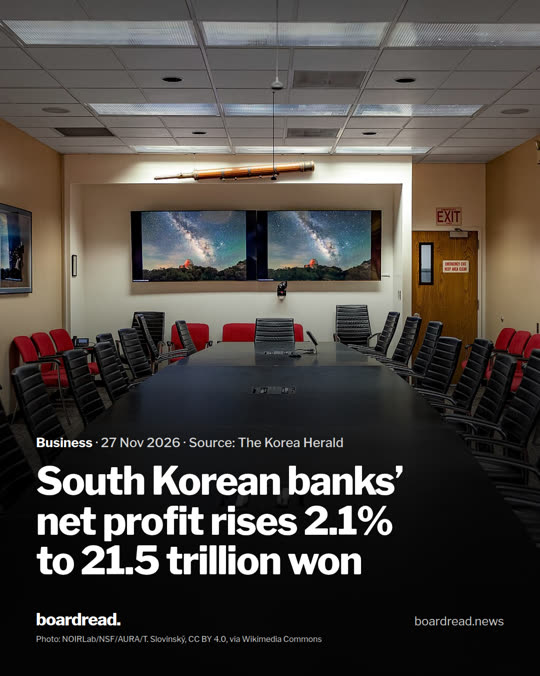 EXIT
Business · 27 Nov 2026 · Source: The Korea Herald
South Korean banks’
net profit rises 2.1%
to 21.5 trillion won
boardread.
boardread.news
Photo: NOIRLab/NSF/AURA/T. Slovinský, CC BY 4.0, via Wikimedia Commons